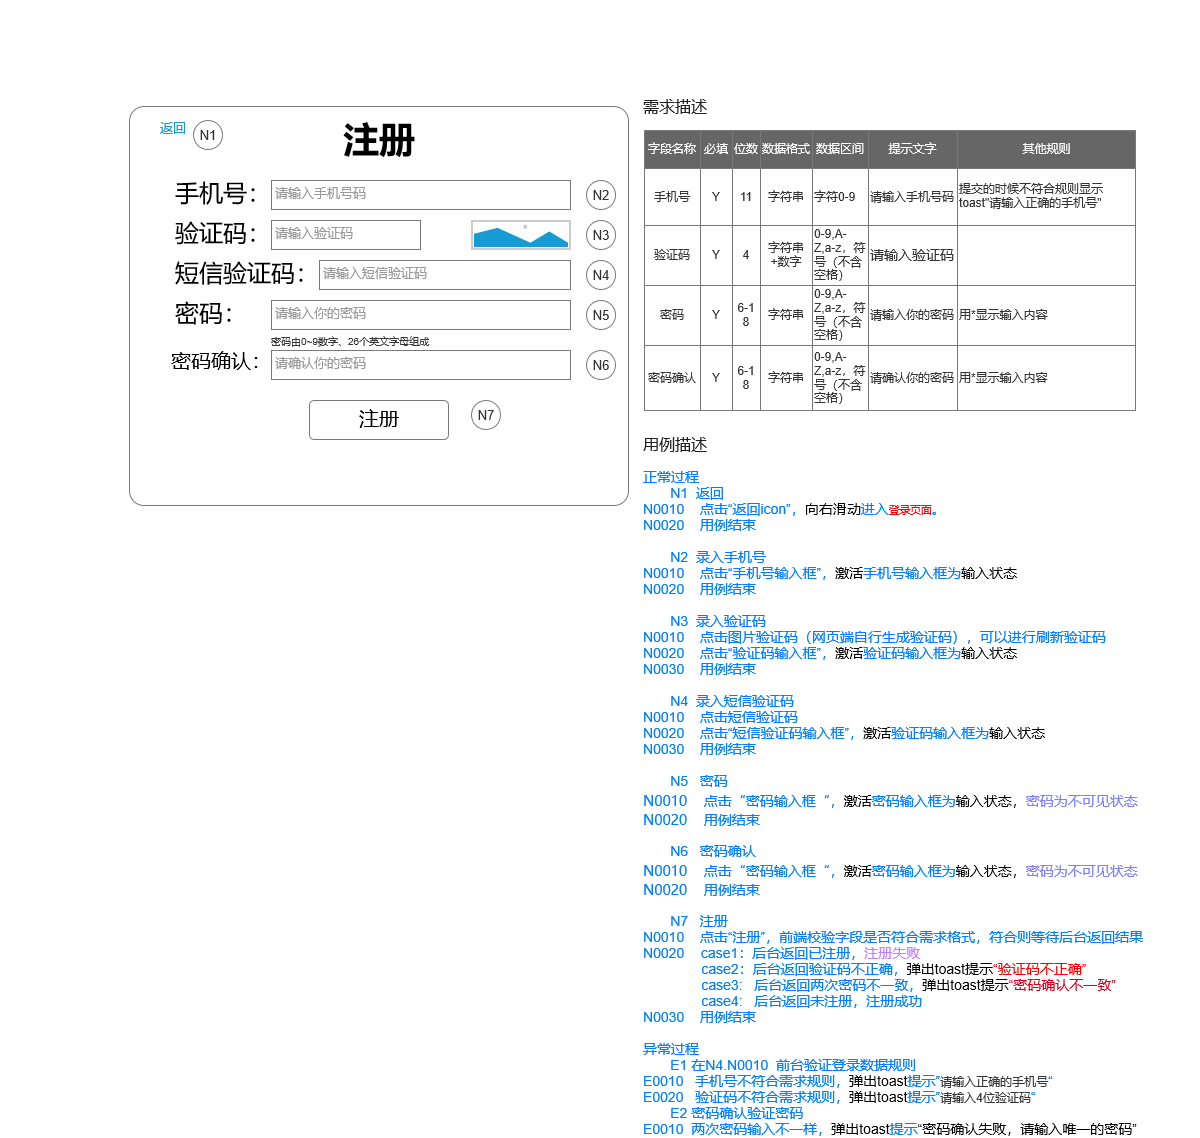 返回
N1
注册
手机号：
请输入手机号码
N2
验证码：
请输入验证码
N3
短信验证码：
请输入短信验证码
N4
密码：
请输入你的密码
N5
密码由0~9数字、26个英文字母组成
密码确认：
请确认你的密码
N6
注册
N7
需求描述
字段名称 必填 位数 数据格式 数据区间 提示文字 其他规则
手机号 Y 11 字符串 字符0-9 请输入手机号码 提交的时候不符合规则显示
toast"请输入正确的手机号"
验证码 Y 4 字符串
+数字 0-9,A-
Z,a-z，符
号（不含
空格） 请输入验证码
密码 Y 6-1
8 字符串 0-9,A-
Z,a-z，符
号（不含
空格） 请输入你的密码 用*显示输入内容
密码确认 Y 6-1
8 字符串 0-9,A-
Z,a-z，符
号（不含
空格） 请确认你的密码 用*显示输入内容
用例描述
正常过程
N1 返回
N0010 点击“返回icon”，向右滑动进入登录页面。
N0020 用例结束
N2 录入手机号
N0010 点击“手机号输入框”，激活手机号输入框为输入状态
N0020 用例结束
N3 录入验证码
N0010 点击图片验证码（网页端自行生成验证码），可以进行刷新验证码
N0020 点击“验证码输入框”，激活验证码输入框为输入状态
N0030 用例结束
N4 录入短信验证码
N0010 点击短信验证码
N0020 点击“短信验证码输入框”，激活验证码输入框为输入状态
N0030 用例结束
N5 密码
N0010 点击“密码输入框“，激活密码输入框为输入状态，密码为不可见状态
N0020 用例结束
N6 密码确认
N0010 点击“密码输入框“，激活密码输入框为输入状态，密码为不可见状态
N0020 用例结束
N7 注册
N0010 点击“注册”，前端校验字段是否符合需求格式，符合则等待后台返回结果
N0020 case1：后台返回已注册，注册失败
case2：后台返回验证码不正确，弹出toast提示“验证码不正确”
case3: 后台返回两次密码不一致，弹出toast提示“密码确认不一致”
case4: 后台返回未注册，注册成功
N0030 用例结束
异常过程
E1 在N4.N0010 前台验证登录数据规则
E0010 手机号不符合需求规则，弹出toast提示”请输入正确的手机号“
E0020 验证码不符合需求规则，弹出toast提示”请输入4位验证码“
E2 密码确认验证密码
E0010 两次密码输入不一样，弹出toast提示“密码确认失败，请输入唯一的密码”